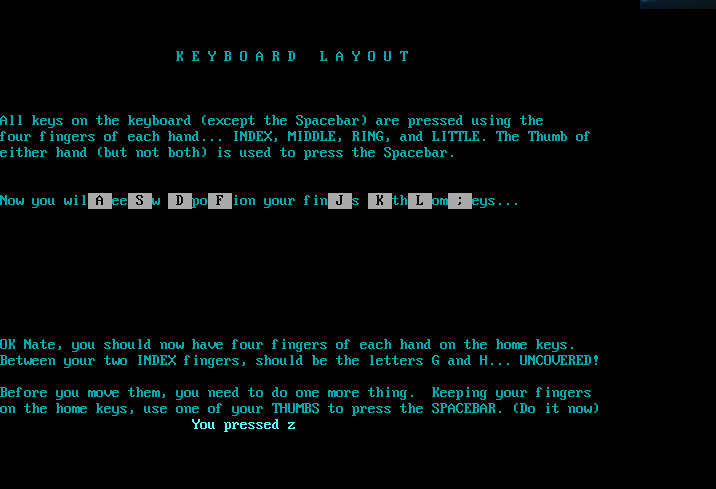 K E Y B O A R D   L A Y O U T
All keys on the keyboard (except the Spacebar) are pressed using the
four fingers of each hand... INDEX, MIDDLE, RING, and LITTLE. The Thumb of
either hand (but not both) is used to press the Spacebar.
Now you wil A ee S w D po F ion your fin J s K th L om ; eys...
OK Nate, you should now have four fingers of each hand on the home keys.
Between your two INDEX fingers, should be the letters G and H... UNCOVERED!
Before you move them, you need to do one more thing.  Keeping your fingers
on the home keys, use one of your THUMBS to press the SPACEBAR. (Do it now)
You pressed z